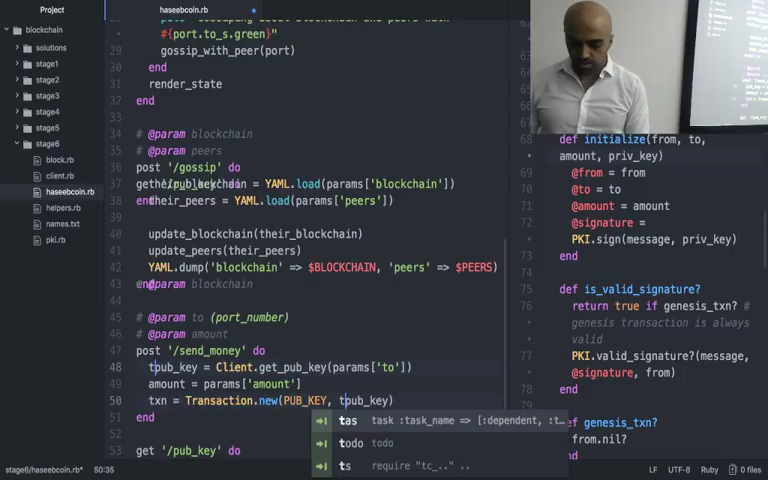 Project
haseebcoin.rb
blockchain
solutions
stage1
stage2
stage3
stage4
stage5
stage6
block.rb
client.rb
haseebcoin.rb
helpers.rb
names.txt
pki.rb
#{port.to_s.green}"
29 gossip_with_peer(port)
30 end
31 render_state
32 end
33
34 # @param blockchain
35 # @param peers
36 post '/gossip' do
37 blockchain = YAML.load(params['blockchain'])
38 their_peers = YAML.load(params['peers'])
39
40 update_blockchain(their_blockchain)
41 update_peers(their_peers)
42 YAML.dump('blockchain' => $BLOCKCHAIN, 'peers' => $PEERS)
43 end @param blockchain
44
45 # @param to (port_number)
46 # @param amount
47 post '/send_money' do
48 tpub_key = Client.get_pub_key(params['to'])
49 amount = params['amount']
50 txn = Transaction.new(PUB_KEY, tpub_key)
51 end
52
53 get '/pub_key' do
tas task :task_name => [:dependent, :t…
todo todo
ts require "tc_.." ..
68 def initialize(from, to,
amount, priv_key)
69 @from = from
70 @to = to
71 @amount = amount
72 @signature =
PKI.sign(message, priv_key)
73 end
74
75 def is_valid_signature?
76 return true if genesis_txn? #
genesis transaction is always
valid
77 PKI.valid_signature?(message,
@signature, from)
78 end
79
80 def genesis_txn?
81 from.nil?
stage6/haseebcoin.rb* 50:35
LF UTF-8 Ruby 0 files